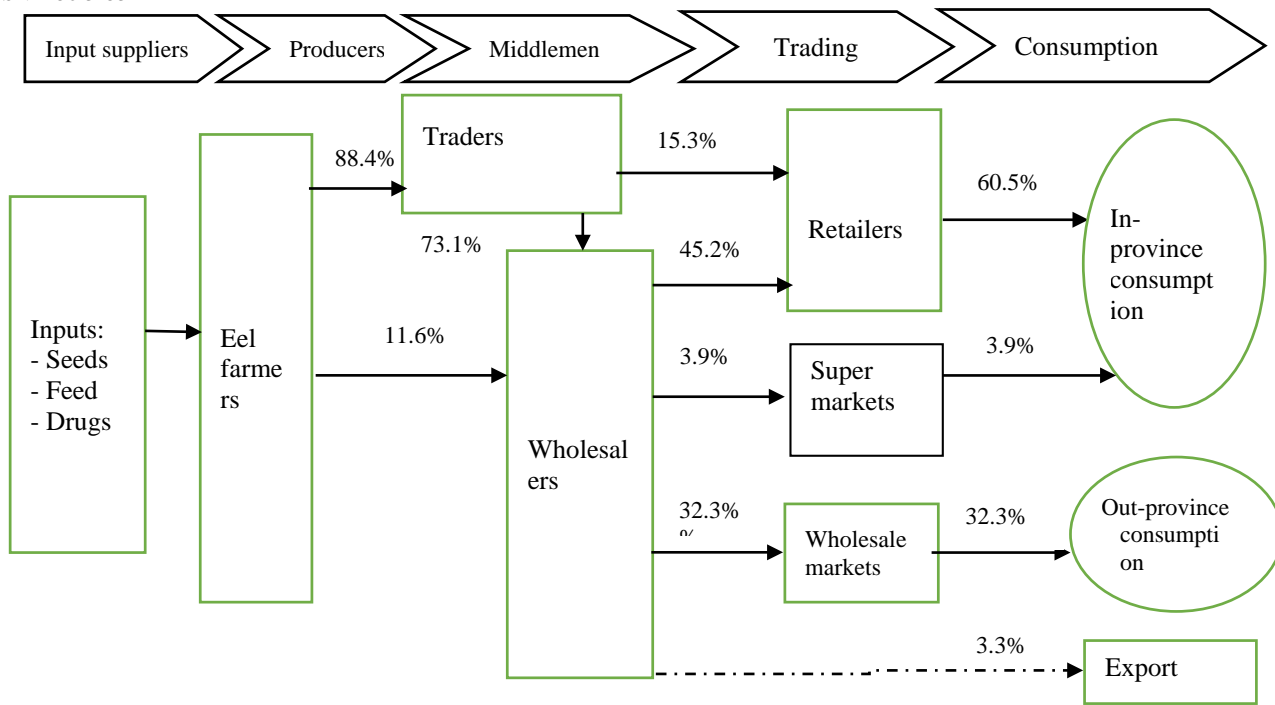 Input suppliers
Producers
Middlemen
Trading
Consumption
Traders
88.4%
15.3%
60.5%
Retailers
In-
province
consumpt
ion
73.1%
45.2%
Inputs:
- Seeds
- Feed
- Drugs
Eel
farme
rs
11.6%
3.9%
3.9%
Super
markets
Wholesal
ers
32.3%
%
32.3%
Wholesale
markets
Out-province
consumpti
on
3.3%
Export